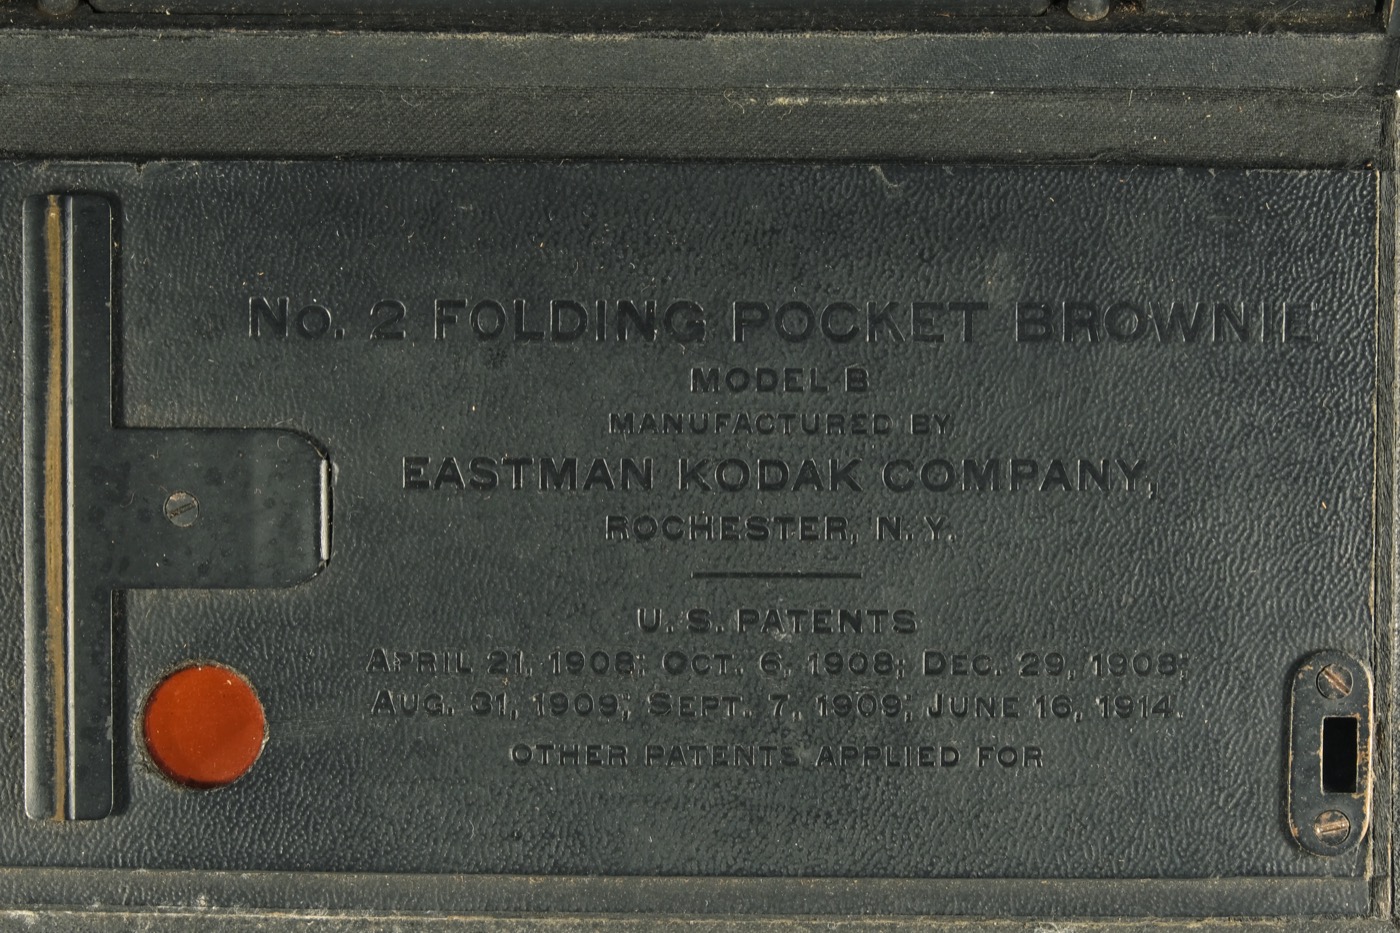 No. 2 FOLDING POCKET BROWNIE
MODEL B
MANUFACTURED BY
EASTMAN KODAK COMPANY,
ROCHESTER, N. Y.
U. S. PATENTS
APRIL 21, 1908; OCT. 6, 1908; DEC. 29, 1908;
AUG. 31, 1909; SEPT. 7, 1909; JUNE 16, 1914.
OTHER PATENTS APPLIED FOR